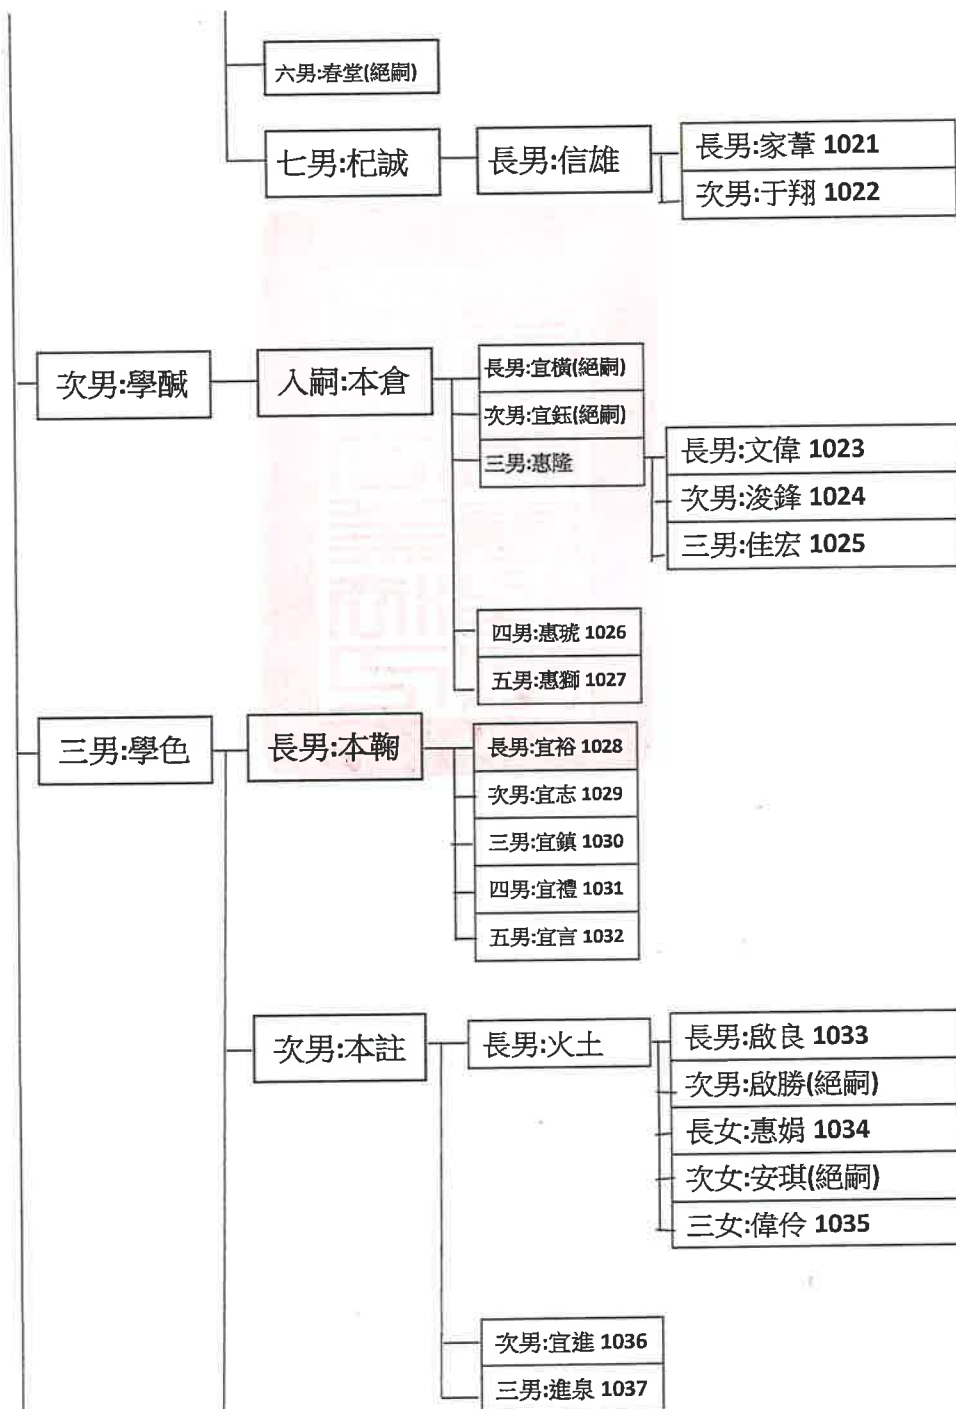 六男:春堂(絕嗣)
七男:杞誠
長男:信雄
長男:家葦 1021
次男:于翔 1022
次男:學醎
入嗣:本倉
長男:宜橫(絕嗣)
次男:宜鈺(絕嗣)
三男:惠隆
長男:文偉 1023
次男:浚鋒 1024
三男:佳宏 1025
四男:惠琥 1026
五男:惠獅 1027
三男:學色
長男:本鞠
長男:宜裕 1028
次男:宜志 1029
三男:宜鎮 1030
四男:宜禮 1031
五男:宜言 1032
次男:本註
長男:火土
長男:啟良 1033
次男:啟勝(絕嗣)
長女:惠娟 1034
次女:安琪(絕嗣)
三女:偉伶 1035
次男:宜進 1036
三男:進泉 1037